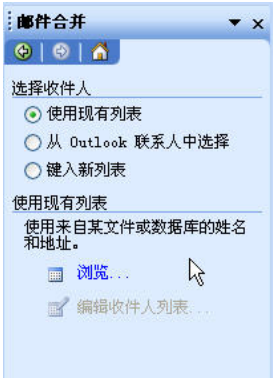 邮件合并
选择收件人
使用现有列表
从 Outlook 联系人中选择
键入新列表
使用现有列表
使用来自某文件或数据库的姓名
和地址。
浏览...
编辑收件人列表...